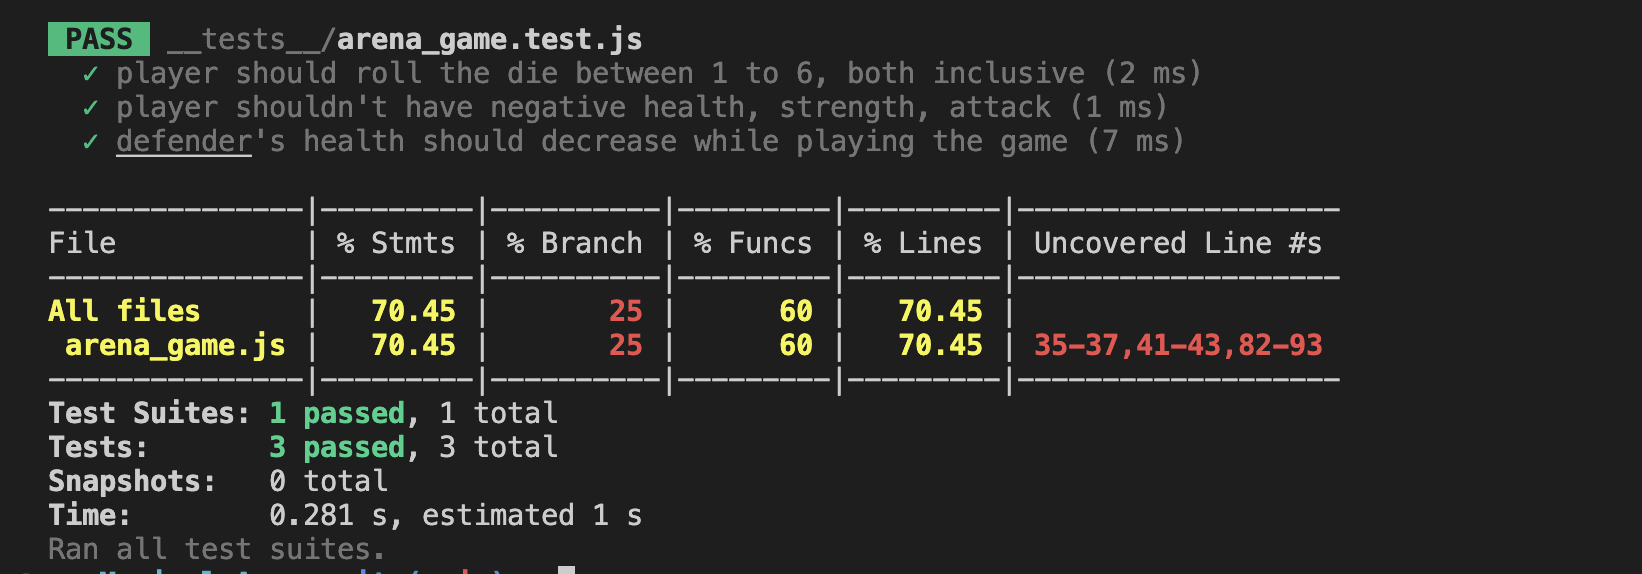 PASS __tests__/arena_game.test.js
✓ player should roll the die between 1 to 6, both inclusive (2 ms)
✓ player shouldn't have negative health, strength, attack (1 ms)
✓ defender's health should decrease while playing the game (7 ms)
---------------|---------|----------|---------|---------|-------------------
File | % Stmts | % Branch | % Funcs | % Lines | Uncovered Line #s
---------------|---------|----------|---------|---------|-------------------
All files | 70.45 | 25 | 60 | 70.45 |
arena_game.js | 70.45 | 25 | 60 | 70.45 | 35-37,41-43,82-93
---------------|---------|----------|---------|---------|-------------------
Test Suites: 1 passed, 1 total
Tests: 3 passed, 3 total
Snapshots: 0 total
Time: 0.281 s, estimated 1 s
Ran all test suites.